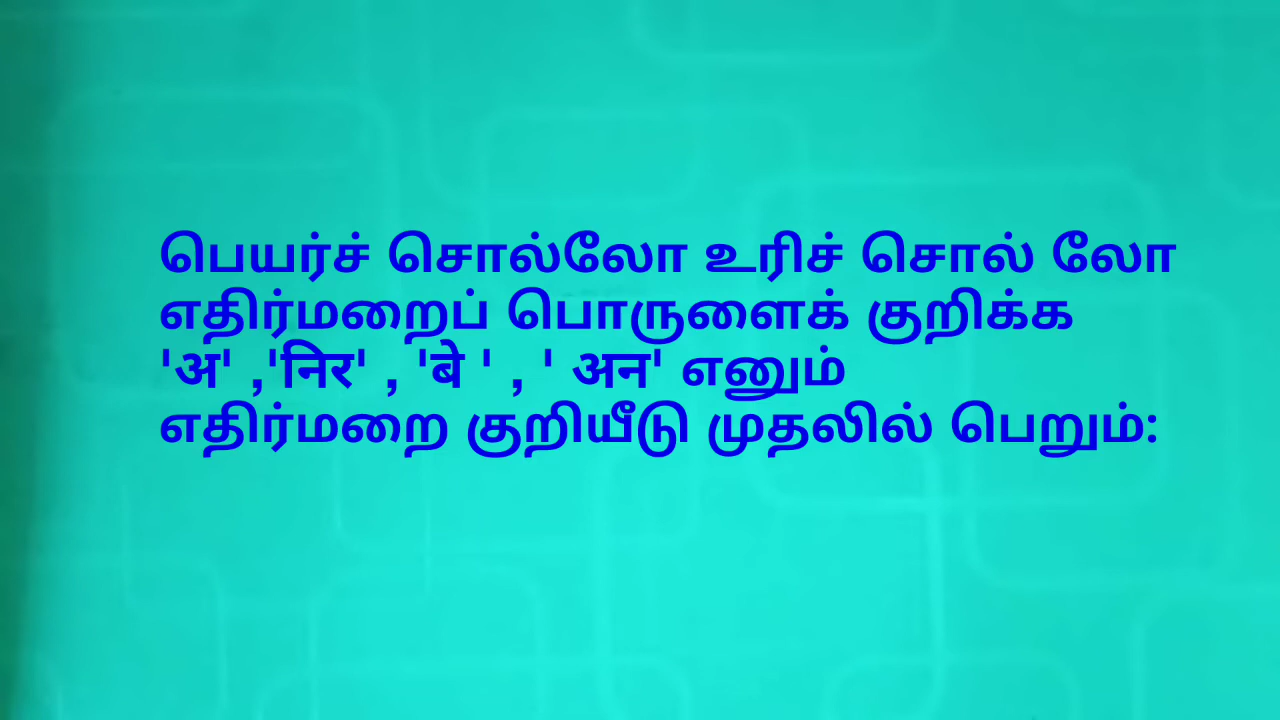 பெயர்ச் சொல்லோ உரிச் சொல் லோ
எதிர்மறைப் பொருளைக் குறிக்க
'अ' ,'निर' , 'बे ' , ' अन' எனும்
எதிர்மறை குறியீடு முதலில் பெறும்: